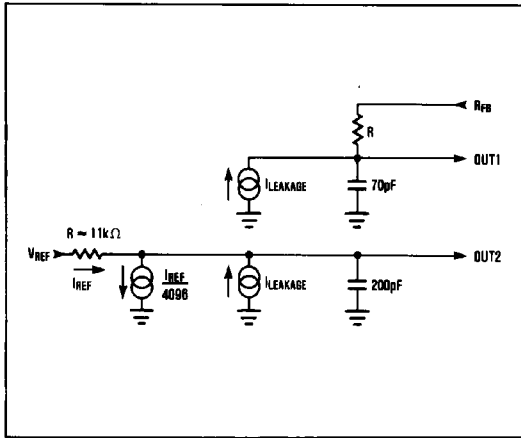 RFB
R
OUT1
ILEAKAGE
70pF
R ≈ 11kΩ
VREF
OUT2
IREF
IREF
4096
ILEAKAGE
200pF